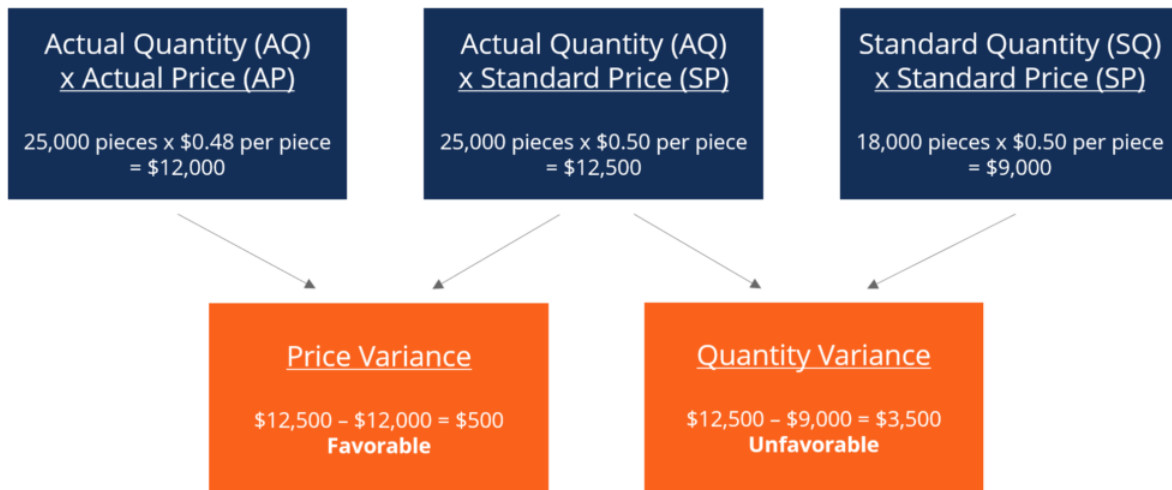 Actual Quantity (AQ)
x Actual Price (AP)
25,000 pieces x $0.48 per piece
= $12,000
Actual Quantity (AQ)
x Standard Price (SP)
25,000 pieces x $0.50 per piece
= $12,500
Standard Quantity (SQ)
x Standard Price (SP)
18,000 pieces x $0.50 per piece
= $9,000
Price Variance
$12,500 – $12,000 = $500
Favorable
Quantity Variance
$12,500 – $9,000 = $3,500
Unfavorable